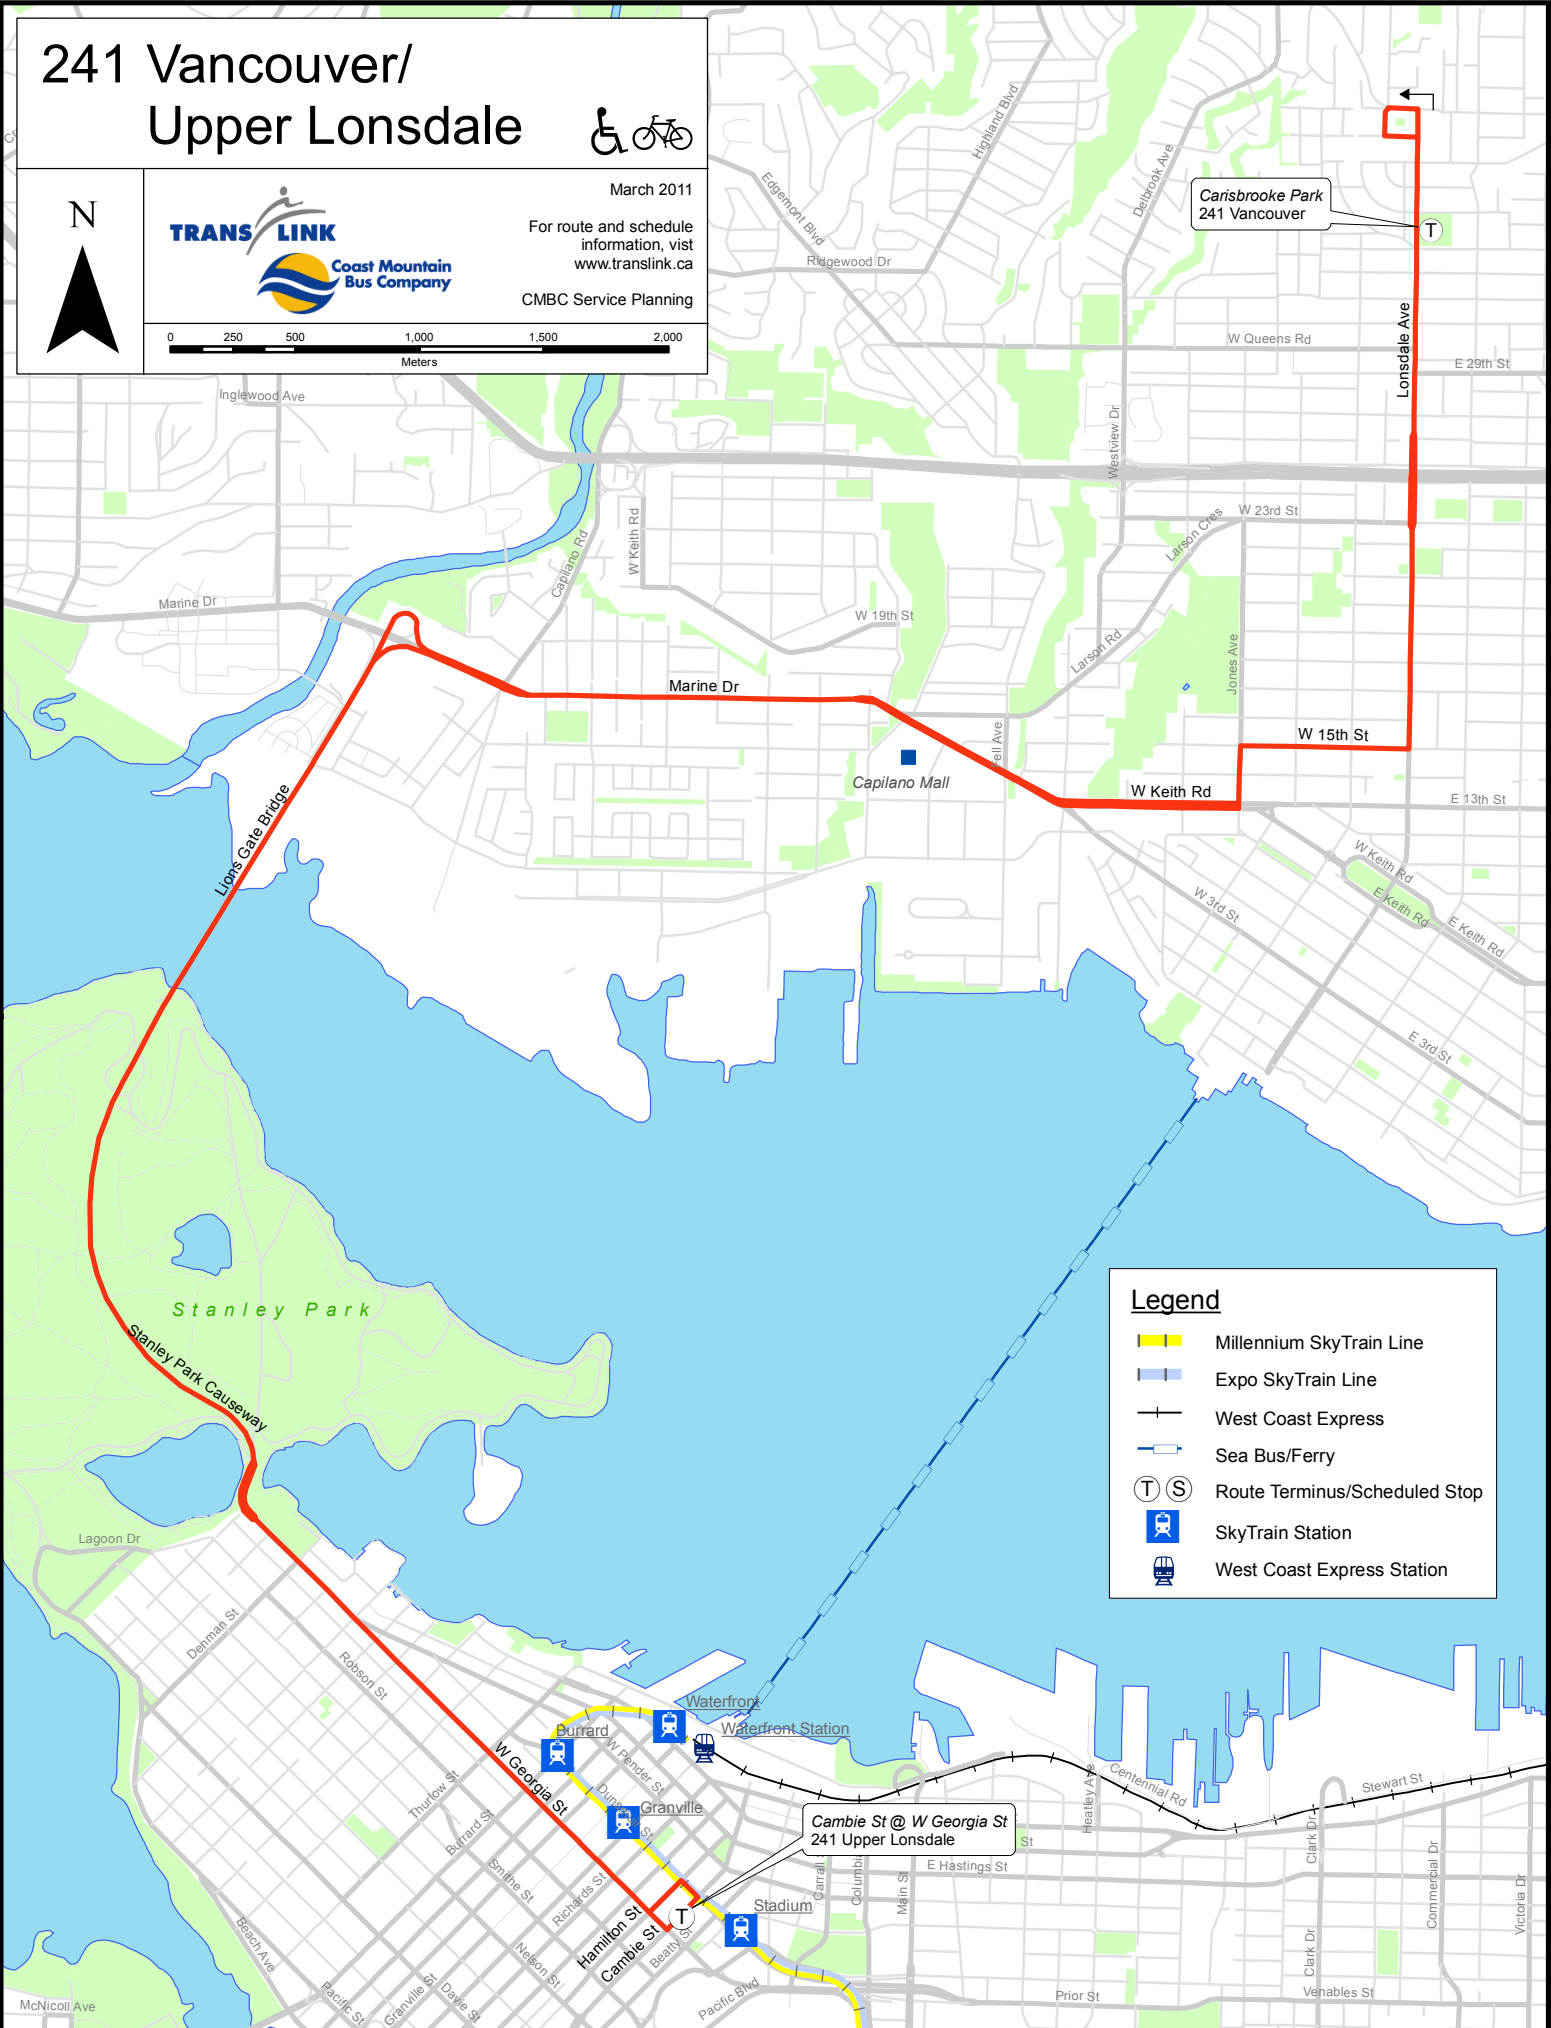 241 Vancouver/
Upper Lonsdale
N
TRANS LINK
Coast Mountain
Bus Company
March 2011
For route and schedule
information, vist
www.translink.ca
CMBC Service Planning
0 250 500 1,000 1,500 2,000
Meters
Highland Blvd
Delbrook Ave
Edgemont Blvd
Ridgewood Dr
Carisbrooke Park
241 Vancouver
T
W Queens Rd
Lonsdale Ave
E 29th St
Inglewood Ave
Westview Dr
W 23rd St
Larson Cres
Capilano Rd
W Keith Rd
Marine Dr
W 19th St
Larson Rd
Jones Ave
Marine Dr
W 15th St
Fell Ave
Capilano Mall
W Keith Rd
E 13th St
Lions Gate Bridge
W Keith Rd
E Keith Rd
E Keith Rd
W 3rd St
E 3rd St
Stanley Park
Stanley Park Causeway
Legend
Millennium SkyTrain Line
Expo SkyTrain Line
West Coast Express
Sea Bus/Ferry
T S Route Terminus/Scheduled Stop
SkyTrain Station
West Coast Express Station
Lagoon Dr
Denman St
Robson St
Waterfront
Waterfront Station
Burrard
W Pender St
W Georgia St
Thurlow St
Burrard St
Granville
Cambie St @ W Georgia St
241 Upper Lonsdale
St
E Hastings St
Heatley Ave
Centennial Rd
Stewart St
Clark Dr
Main St
Smithe St
Richards St
Stadium
T
Hamilton St
Cambie St
Beatty St
Nelson St
Beach Ave
Pacific St
Granville St
Davie St
Pacific Blvd
Prior St
Venables St
Clark Dr
Commercial Dr
Victoria Dr
McNicoll Ave